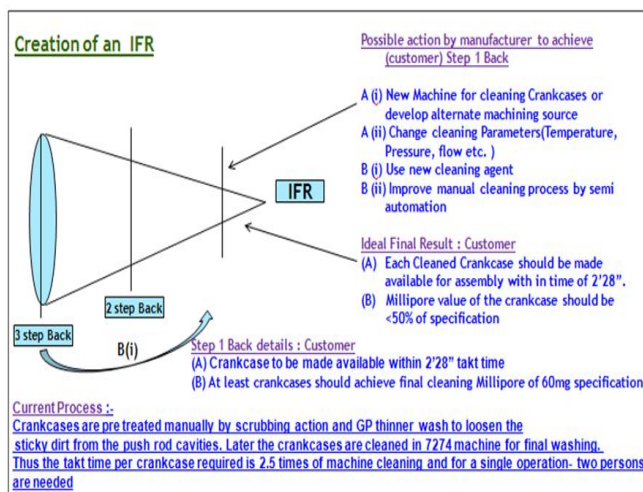 Creation of an IFR
Possible action by manufacturer to achieve
(customer) Step 1 Back
A (i) New Machine for cleaning Crankcases or
develop alternate machining source
A (ii) Change cleaning Parameters(Temperature,
Pressure, flow etc. )
B (i) Use new cleaning agent
B (ii) Improve manual cleaning process by semi
automation
IFR
Ideal Final Result : Customer
(A) Each Cleaned Crankcase should be made
available for assembly with in time of 2'28”.
(B) Millipore value of the crankcase should be
<50% of specification
2 step Back
3 step Back
B(i)
Step 1 Back details : Customer
(A) Crankcase to be made available within 2'28” takt time
(B) At least crankcases should achieve final cleaning Millipore of 60mg specification
Current Process :-
Crankcases are pre treated manually by scrubbing action and GP thinner wash to loosen the
sticky dirt from the push rod cavities. Later the crankcases are cleaned in 7274 machine for final washing.
Thus the takt time per crankcase required is 2.5 times of machine cleaning and for a single operation- two persons
are needed